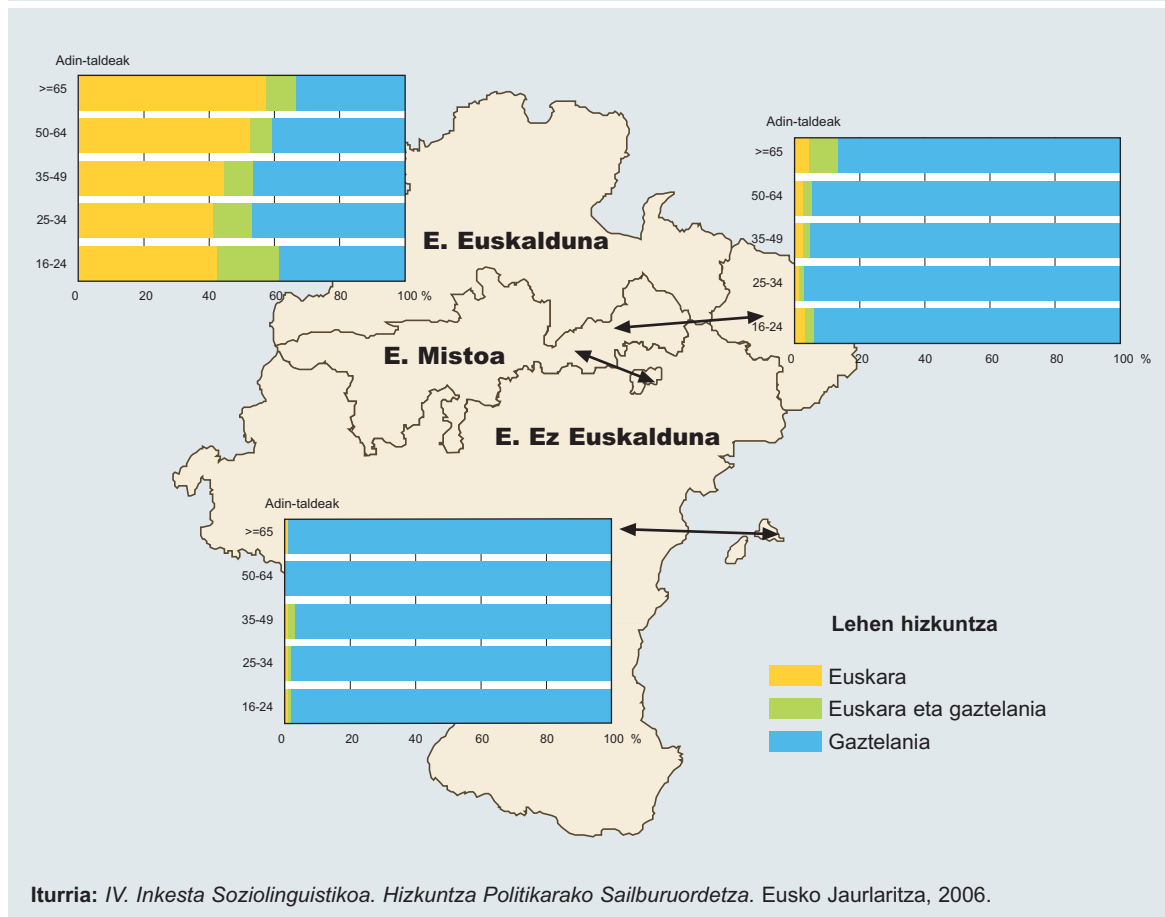 Adin-taldeak
>=65
50-64
35-49
25-34
16-24
0 20 40 60 80 100 %
Adin-taldeak
>=65
50-64
35-49
25-34
16-24
0 20 40 60 80 100 %
E. Euskalduna
E. Mistoa
E. Ez Euskalduna
Adin-taldeak
>=65
50-64
35-49
25-34
16-24
0 20 40 60 80 100 %
Lehen hizkuntza
Euskara
Euskara eta gaztelania
Gaztelania
Iturria: IV. Inkesta Soziolinguistikoa. Hizkuntza Politikarako Sailburuordetza. Eusko Jaurlaritza, 2006.